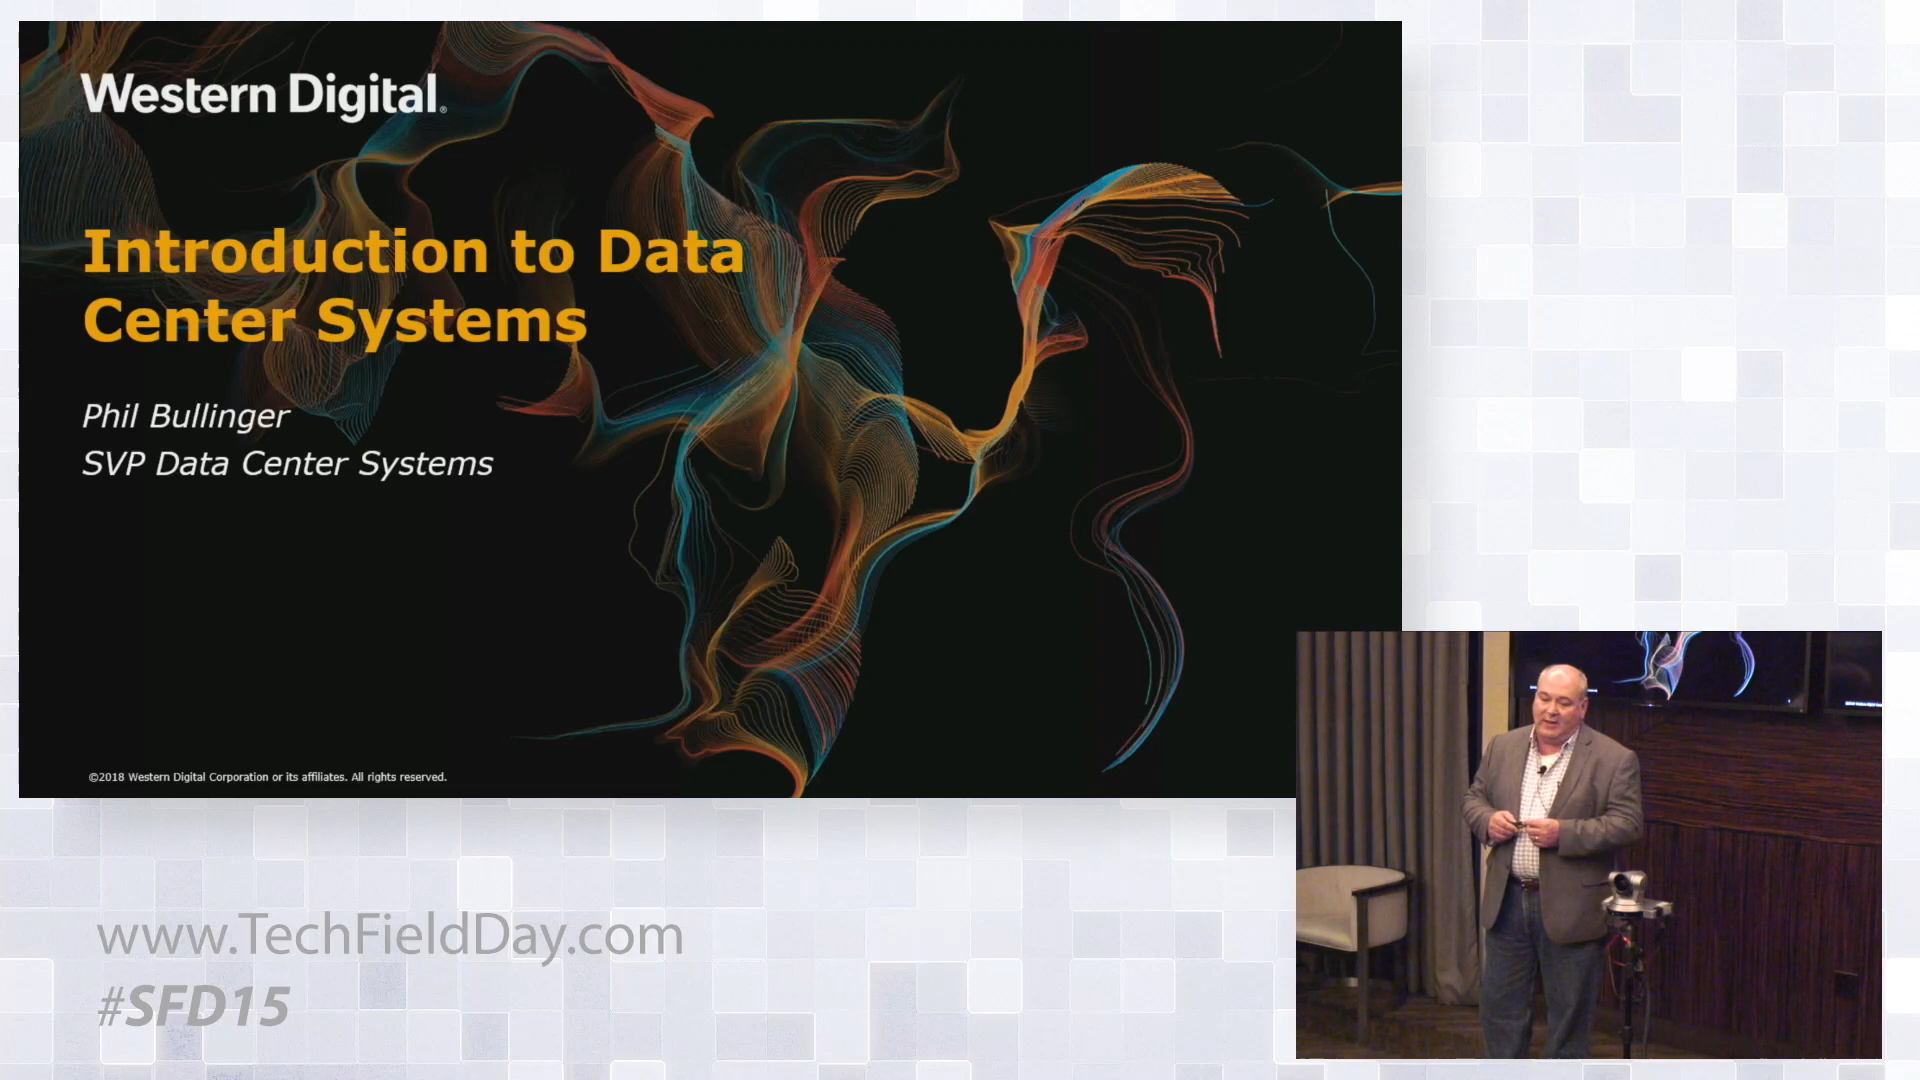 Western Digital®
Introduction to Data
Center Systems
Phil Bullinger
SVP Data Center Systems
©2018 Western Digital Corporation or its affiliates. All rights reserved.
www.TechFieldDay.com
#SFD15